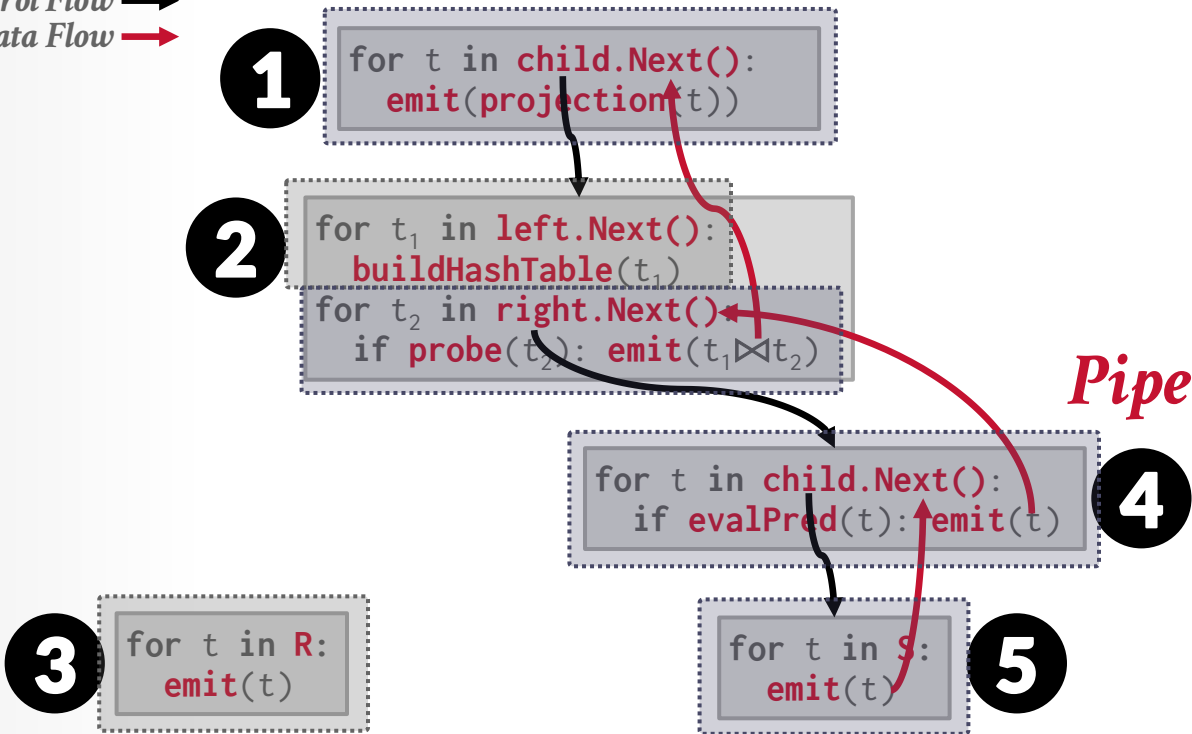 rol Flow
ata Flow
1
for t in child.Next():
emit(projection(t))
2
for t₁ in left.Next():
buildHashTable(t₁)
for t₂ in right.Next():
if probe(t₂): emit(t₁⨝t₂)
Pipe
4
for t in child.Next():
if evalPred(t): emit(t)
3
for t in R:
emit(t)
5
for t in S:
emit(t)